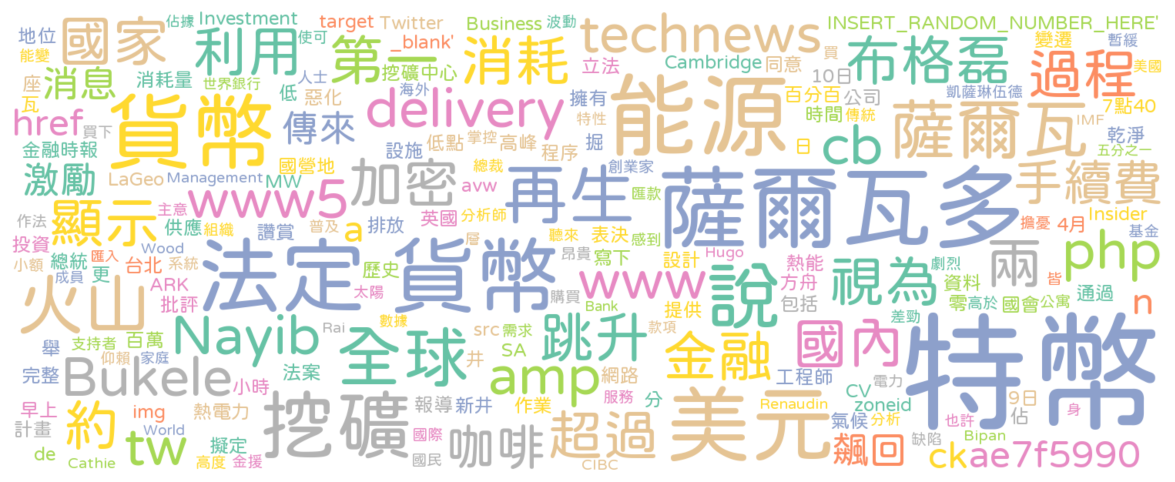 佔據 Investment target Twitter Business 波動 INSERT_RANDOM_NUMBER_HERE'
地位 國家 利用 使可 第一 _blank' 消耗 technews 變遷 暫緩
能變 挖礦中心 立法 Cambridge 同意 買 布格磊 過程 美國
座 消息 消耗量 世界銀行 人士 海外 10日 凱薩琳伍德
瓦 低 惡化 delivery 擁有 特性 能源 百分百 公司 7點40
href 買下 貨幣 傳來 設施 低點 掌控 高峰 程序 掘 時間 傳統 薩爾瓦 IMF 乾淨
金融時報 國營地 日 cb 五分之一
激勵 LaGeo Management MW 加密 總裁 創業家 手續費
www5 avw 再生 匯款 薩爾瓦多
作法 顯示 主意 供應 組織 讚賞 a 排放 英國 分析師 擔憂 4月 Insider
投資 Wood 層 聽來 表決 感到 基金
小額 總統 匯入 台北 系統 普及 法定貨幣 歷史 昂貴 寫下 設計 Hugo 熱能 劇烈 兩 php
火山 成員 更 ARK 太陽 www 說 方舟 視為 資料 皆
批評 購買 Bank 提供 包括 零 高於 國會 公寓 通過 n
支持者 百萬 Nayib Rai 數據 src 需求 款項 差勁
舉 仰賴 家庭 全球 井 SA 跳升 金融 國內 特幣
完整 Bukele 小時 法案 amp 網路 工程師 CV 電力
早上 img 熱電力 挖礦 報導 新井 作業 服務 分 美元 Renaudin zoneid 9日
計畫 約 擬定 國際 咖啡 超過 氣候 也許 分析 佔 身
de tw World 高度 金援 國民 飆回 缺陷 Bipan
Cathie CIBC ckae7f5990